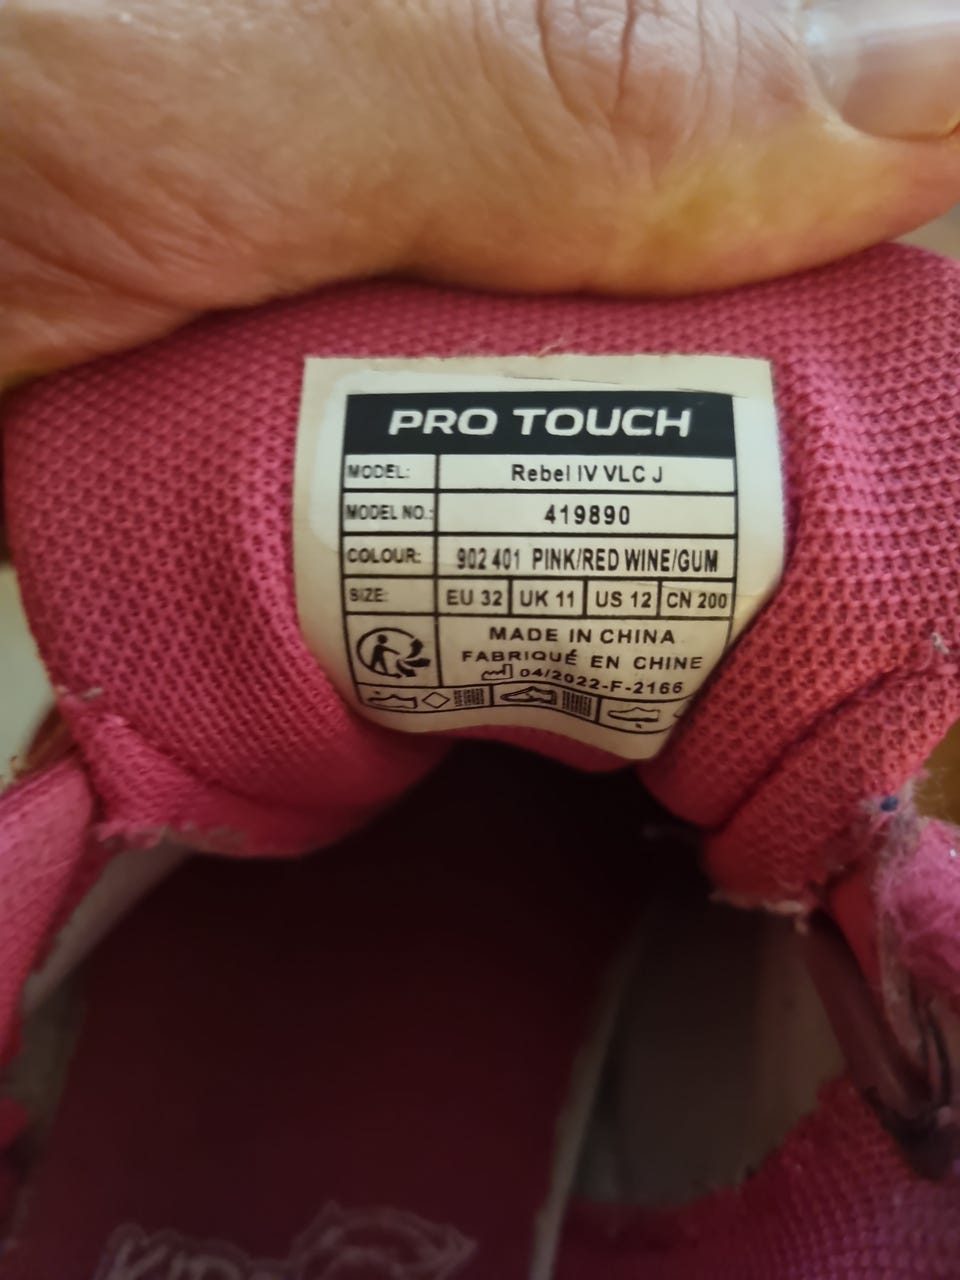 PRO TOUCH
MODEL: Rebel IV VLC J
MODEL NO.: 419890
COLOUR: 902 401 PINK/RED WINE/GUM
SIZE: EU 32 UK 11 US 12 CN 200
MADE IN CHINA
FABRIQUÉ EN CHINE
04/2022-F-2166